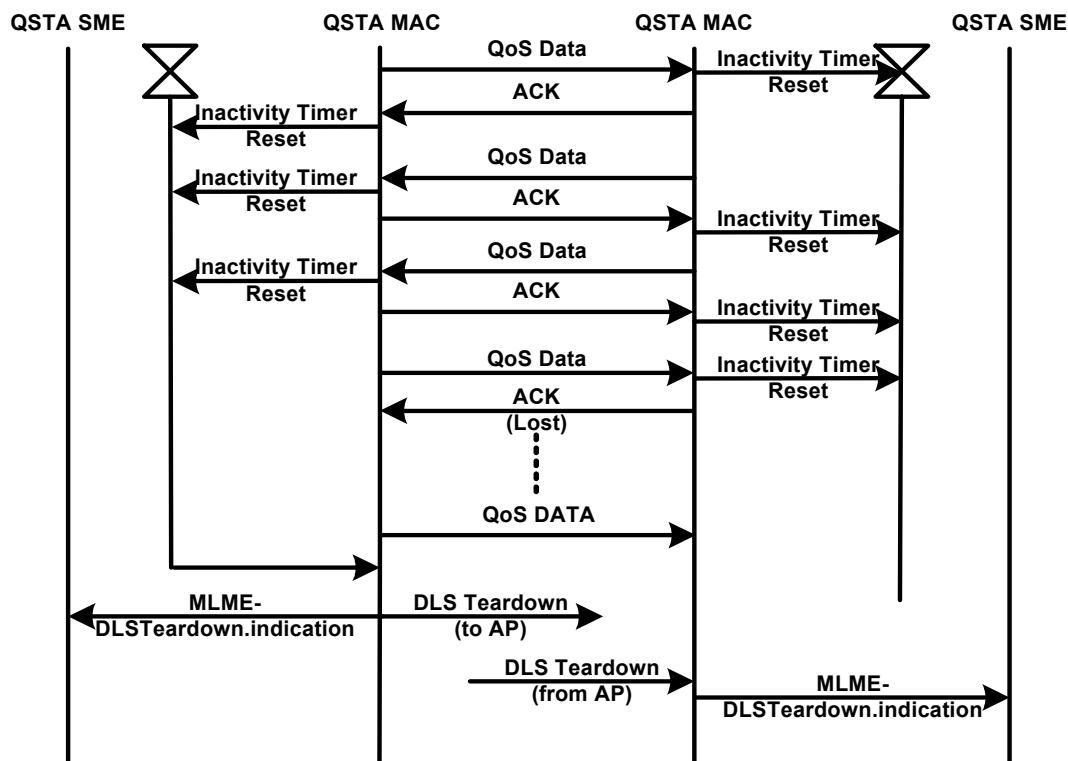 QSTA SME
QSTA MAC
QSTA MAC
QSTA SME
QoS Data
Inactivity Timer
Reset
ACK
Inactivity Timer
Reset
QoS Data
Inactivity Timer
Reset
ACK
Inactivity Timer
Reset
QoS Data
Inactivity Timer
Reset
ACK
Inactivity Timer
Reset
QoS Data
Inactivity Timer
Reset
ACK
(Lost)
QoS DATA
MLME-
DLSTeardown.indication
DLS Teardown
(to AP)
DLS Teardown
(from AP)
MLME-
DLSTeardown.indication